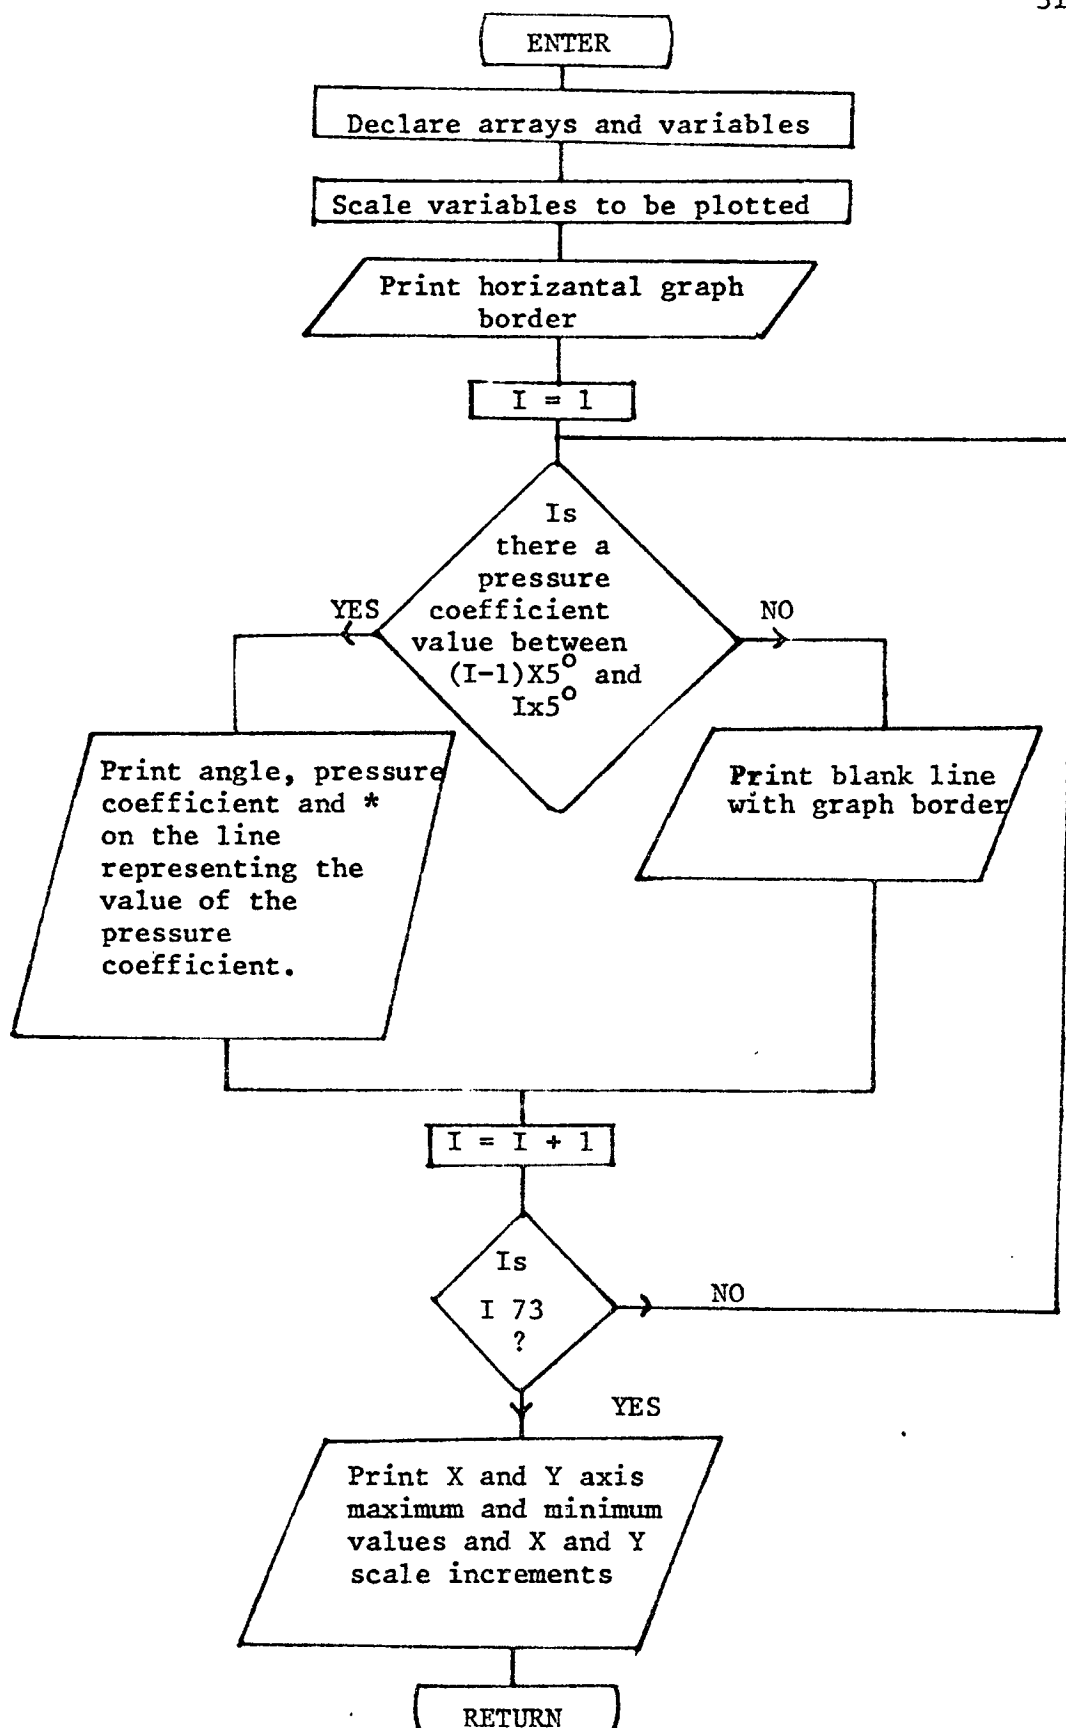 31
ENTER
Declare arrays and variables
Scale variables to be plotted
Print horizantal graph
border
I = 1
Is
there a
pressure
coefficient
value between
(I-1)X5° and
Ix5°
YES
NO
Print angle, pressure
coefficient and *
on the line
representing the
value of the
pressure
coefficient.
Print blank line
with graph border
I = I + 1
Is
I 73
?
NO
YES
Print X and Y axis
maximum and minimum
values and X and Y
scale increments
RETURN